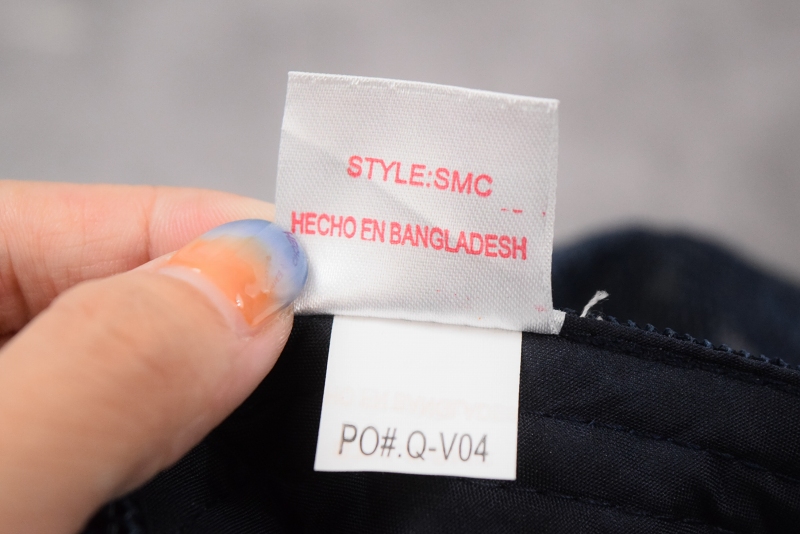 STYLE:SMC
HECHO EN BANGLADESH
PO#.Q-V04